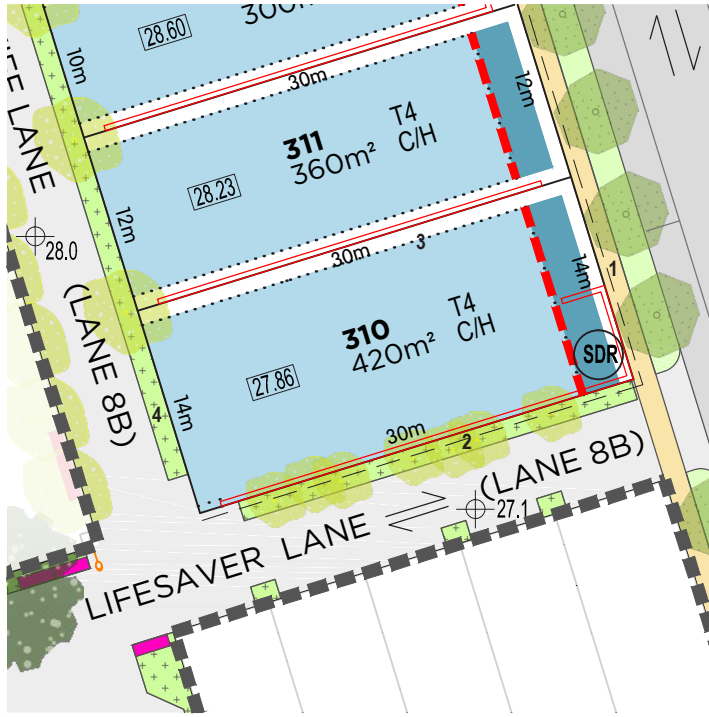 300m
28.60
10m
30m
12m
311
360m²
T4
C/H
28.23
12m
28.0
30m
3
14m
1
310
420m²
T4
C/H
SDR
27.86
(LANE 8B)
4
14m
30m
2
(LANE 8B)
27.1
LIFESAVER LANE
LANE